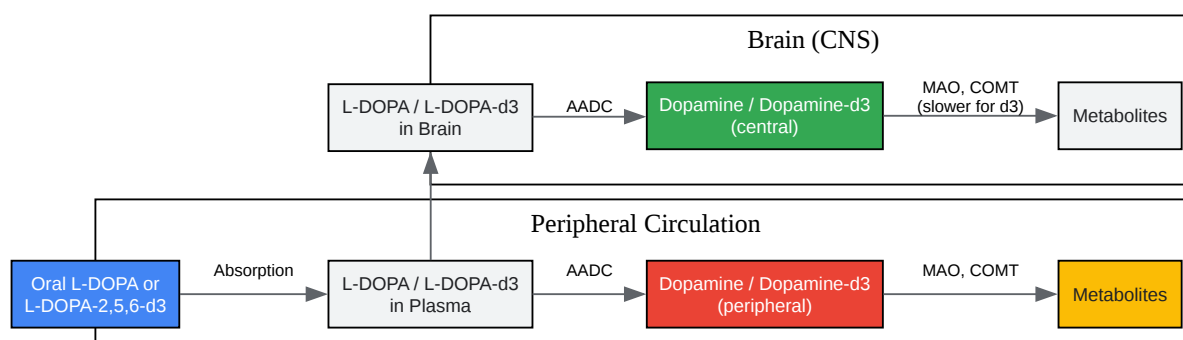 Brain (CNS)
L-DOPA / L-DOPA-d3
in Brain
AADC
Dopamine / Dopamine-d3
(central)
MAO, COMT
(slower for d3)
Metabolites
Peripheral Circulation
Oral L-DOPA or
L-DOPA-2,5,6-d3
Absorption
L-DOPA / L-DOPA-d3
in Plasma
AADC
Dopamine / Dopamine-d3
(peripheral)
MAO, COMT
Metabolites